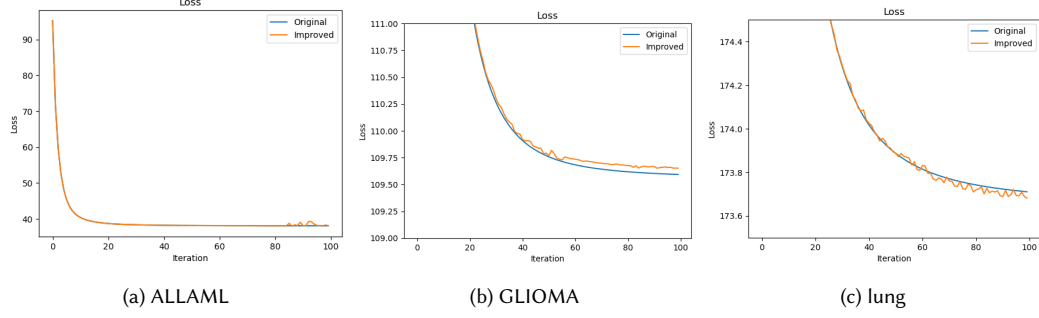 Loss
Original
Improved
90
80
70
60
50
40
Loss
0
20
40
60
80
100
Iteration
(a) ALLAML
Loss
Original
Improved
111.00
110.75
110.50
110.25
110.00
109.75
109.50
109.25
109.00
Loss
0
20
40
60
80
100
Iteration
(b) GLIOMA
Loss
Original
Improved
174.4
174.2
174.0
173.8
173.6
Loss
0
20
40
60
80
100
Iteration
(c) lung